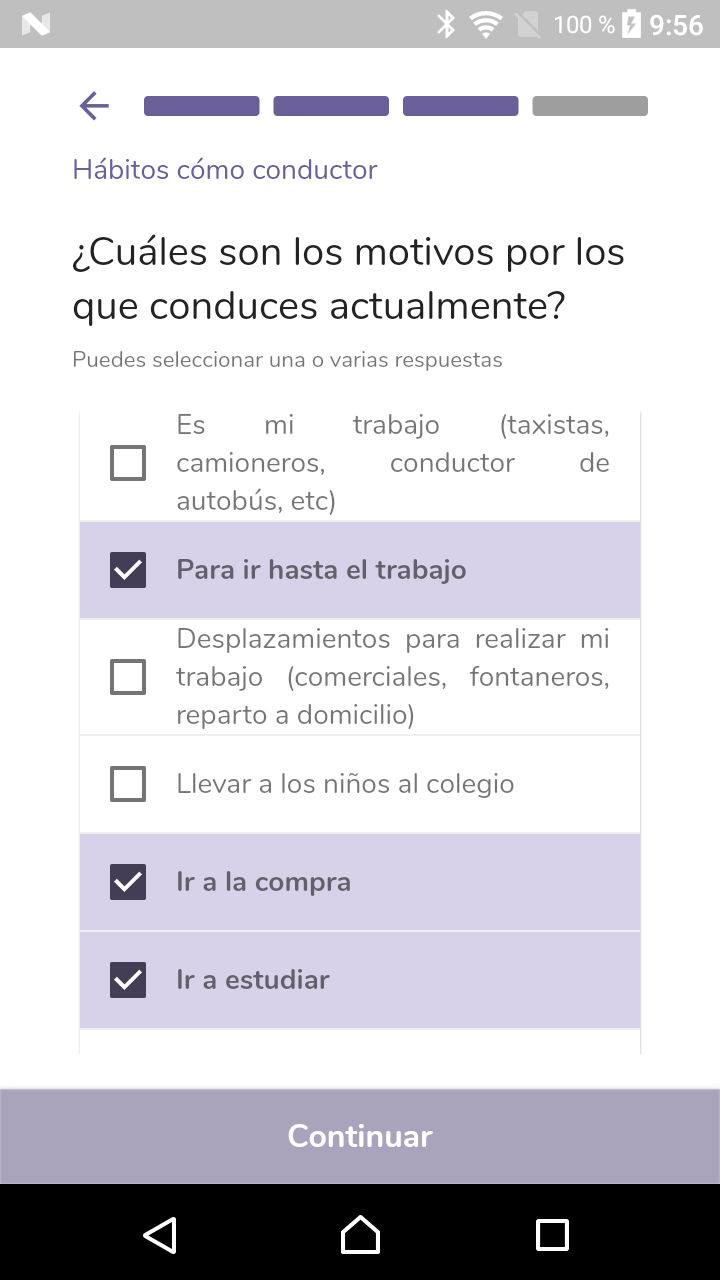 100 % 9:56
Hábitos cómo conductor
¿Cuáles son los motivos por los
que conduces actualmente?
Puedes seleccionar una o varias respuestas
Es mi trabajo (taxistas,
camioneros, conductor de
autobús, etc)
Para ir hasta el trabajo
Desplazamientos para realizar mi
trabajo (comerciales, fontaneros,
reparto a domicilio)
Llevar a los niños al colegio
Ir a la compra
Ir a estudiar
Continuar